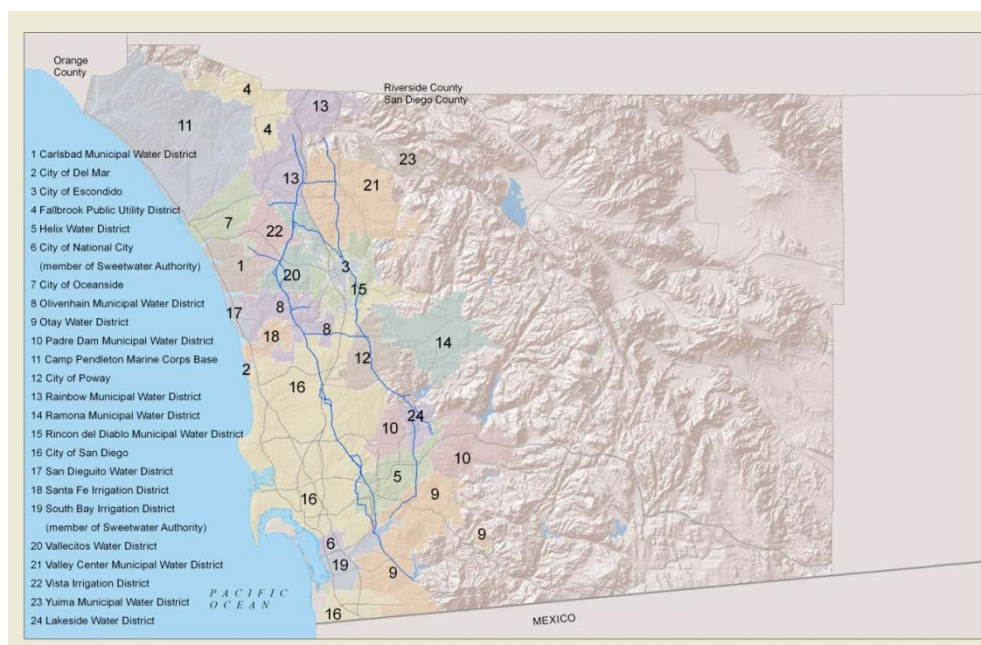 Orange
County
Riverside County
San Diego County
4
13
11
4
23
13
21
7
22
1
20
3
15
17
8
8
18
12
14
2
16
24
10
10
5
16
9
9
6
19
9
16
1 Carlsbad Municipal Water District
2 City of Del Mar
3 City of Escondido
4 Fallbrook Public Utility District
5 Helix Water District
6 City of National City
(member of Sweetwater Authority)
7 City of Oceanside
8 Olivenhain Municipal Water District
9 Otay Water District
10 Padre Dam Municipal Water District
11 Camp Pendleton Marine Corps Base
12 City of Poway
13 Rainbow Municipal Water District
14 Ramona Municipal Water District
15 Rincon del Diablo Municipal Water District
16 City of San Diego
17 San Dieguito Water District
18 Santa Fe Irrigation District
19 South Bay Irrigation District
(member of Sweetwater Authority)
20 Vallecitos Water District
21 Valley Center Municipal Water District
22 Vista Irrigation District
23 Yuima Municipal Water District
24 Lakeside Water District
PACIFIC
OCEAN
MEXICO